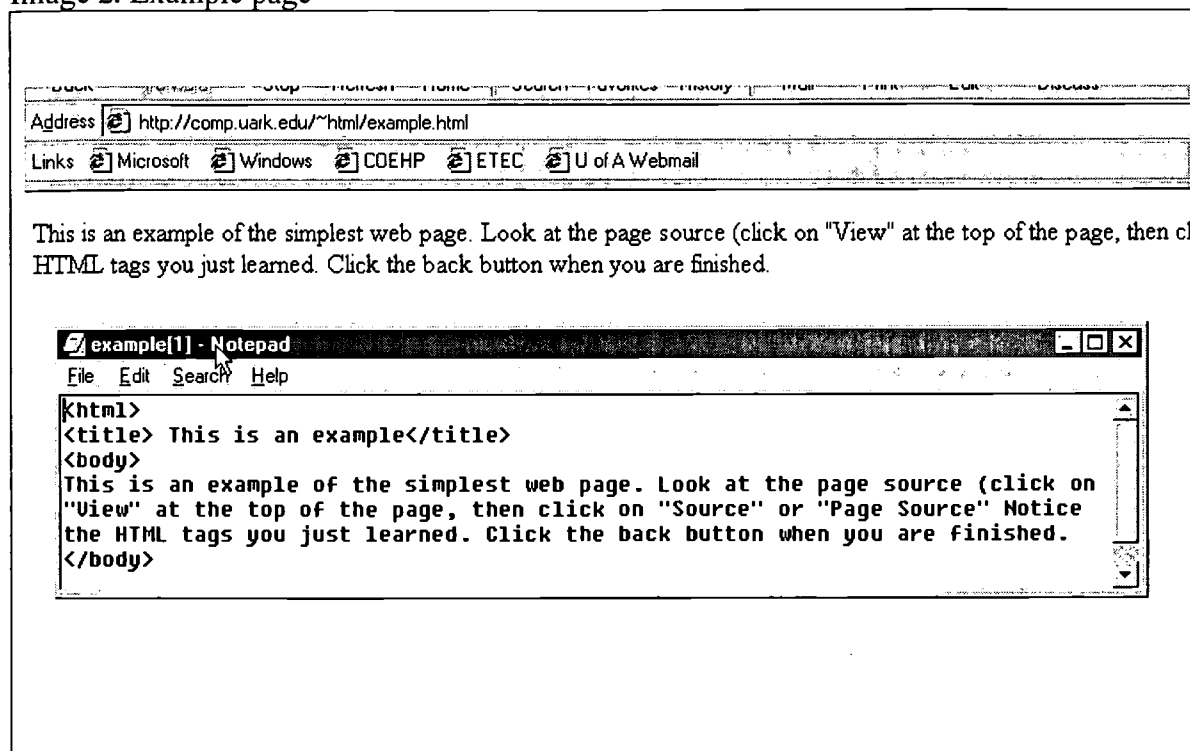 Example page
Address http://comp.uark.edu/~html/example.html
Links Microsoft Windows COEHP ETEC U of A Webmail
This is an example of the simplest web page. Look at the page source (click on "View" at the top of the page, then cl
HTML tags you just learned. Click the back button when you are finished.
example[1] - Notepad
File Edit Search Help
<html>
<title> This is an example</title>
<body>
This is an example of the simplest web page. Look at the page source (click on
"View" at the top of the page, then click on "Source" or "Page Source" Notice
the HTML tags you just learned. Click the back button when you are finished.
</body>